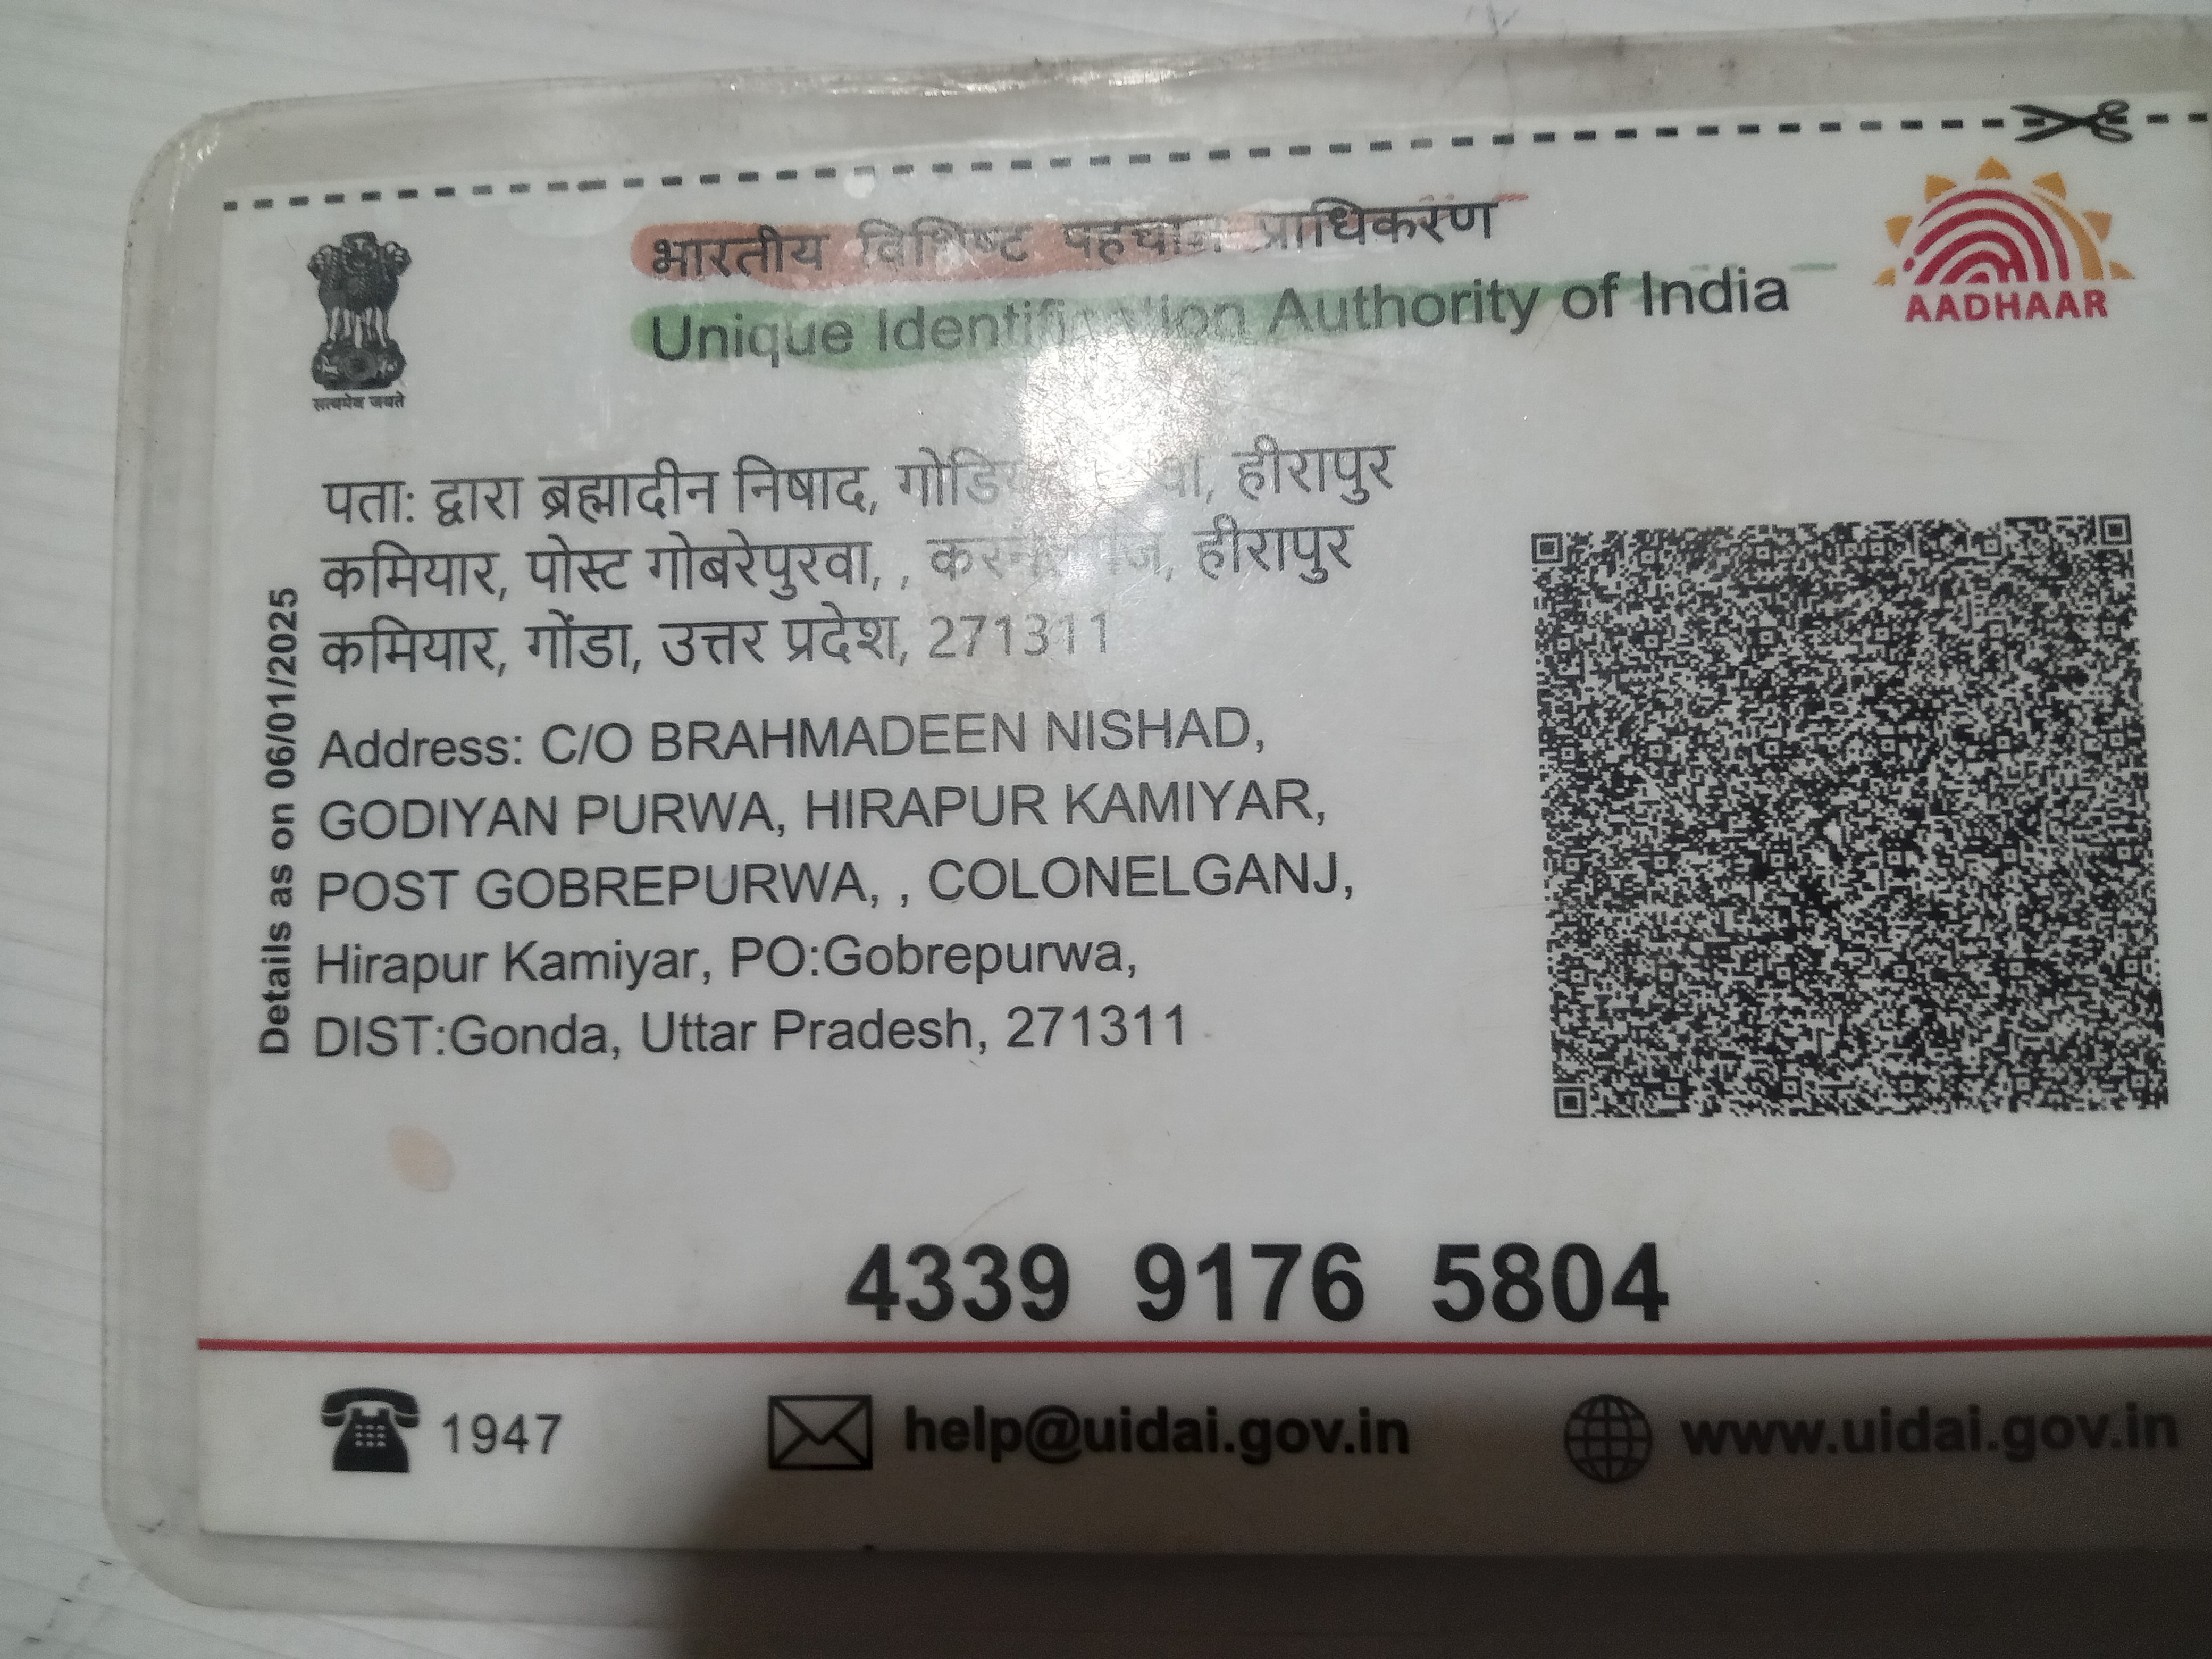 भारतीय विशिष्ट पहचान प्राधिकरण
Unique Identification Authority of India
AADHAAR
सत्यमेव जयते
पता: द्वारा ब्रह्मादीन निषाद, हीरापुर
कमियार, पोस्ट गोबरेपुरवा, , हीरापुर
कमियार, गोंडा, उत्तर प्रदेश, 271311
Details as on 06/01/2025
Address: C/O BRAHMADEEN NISHAD,
GODIYAN PURWA, HIRAPUR KAMIYAR,
POST GOBREPURWA, , COLONELGANJ,
Hirapur Kamiyar, PO:Gobrepurwa,
DIST:Gonda, Uttar Pradesh, 271311
4339 9176 5804
1947
help@uidai.gov.in
www.uidai.gov.in